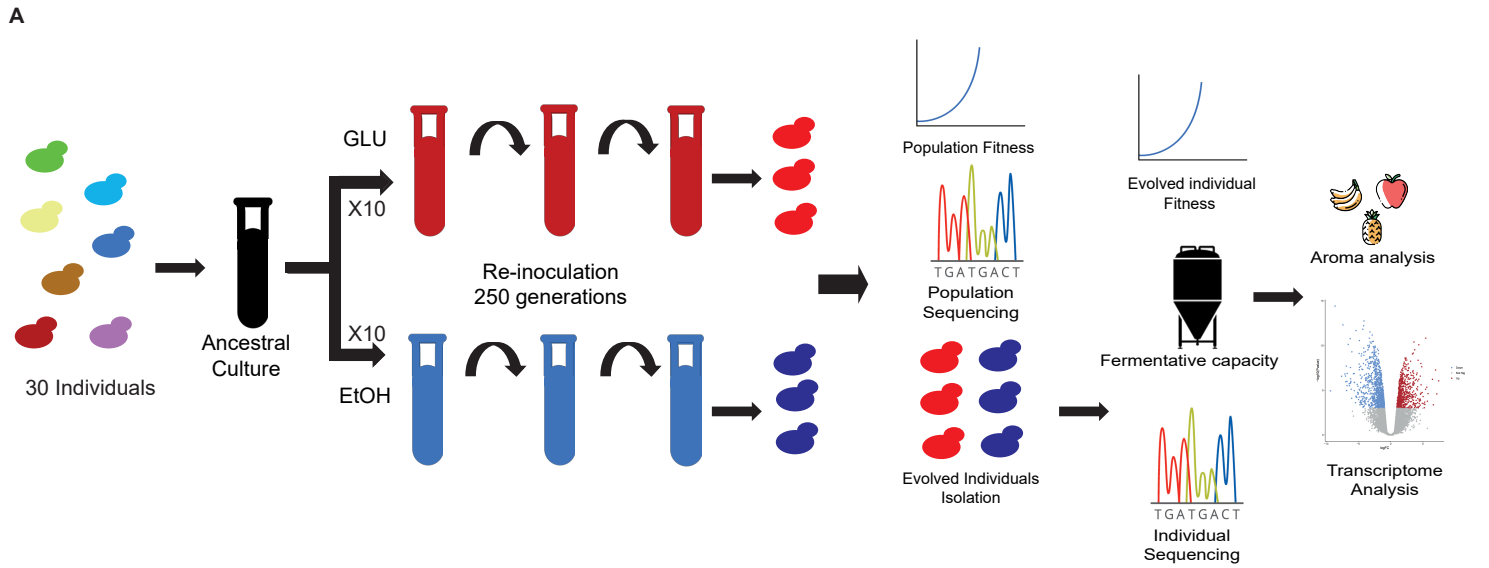 A
30 Individuals
Ancestral
Culture
GLU
X10
X10
EtOH
Re-inoculation
250 generations
Population Fitness
TGATGACT
Population
Sequencing
Evolved Individuals
Isolation
Evolved individual
Fitness
Fermentative capacity
TGATGACT
Individual
Sequencing
Aroma analysis
logFC
Transcriptome
Analysis